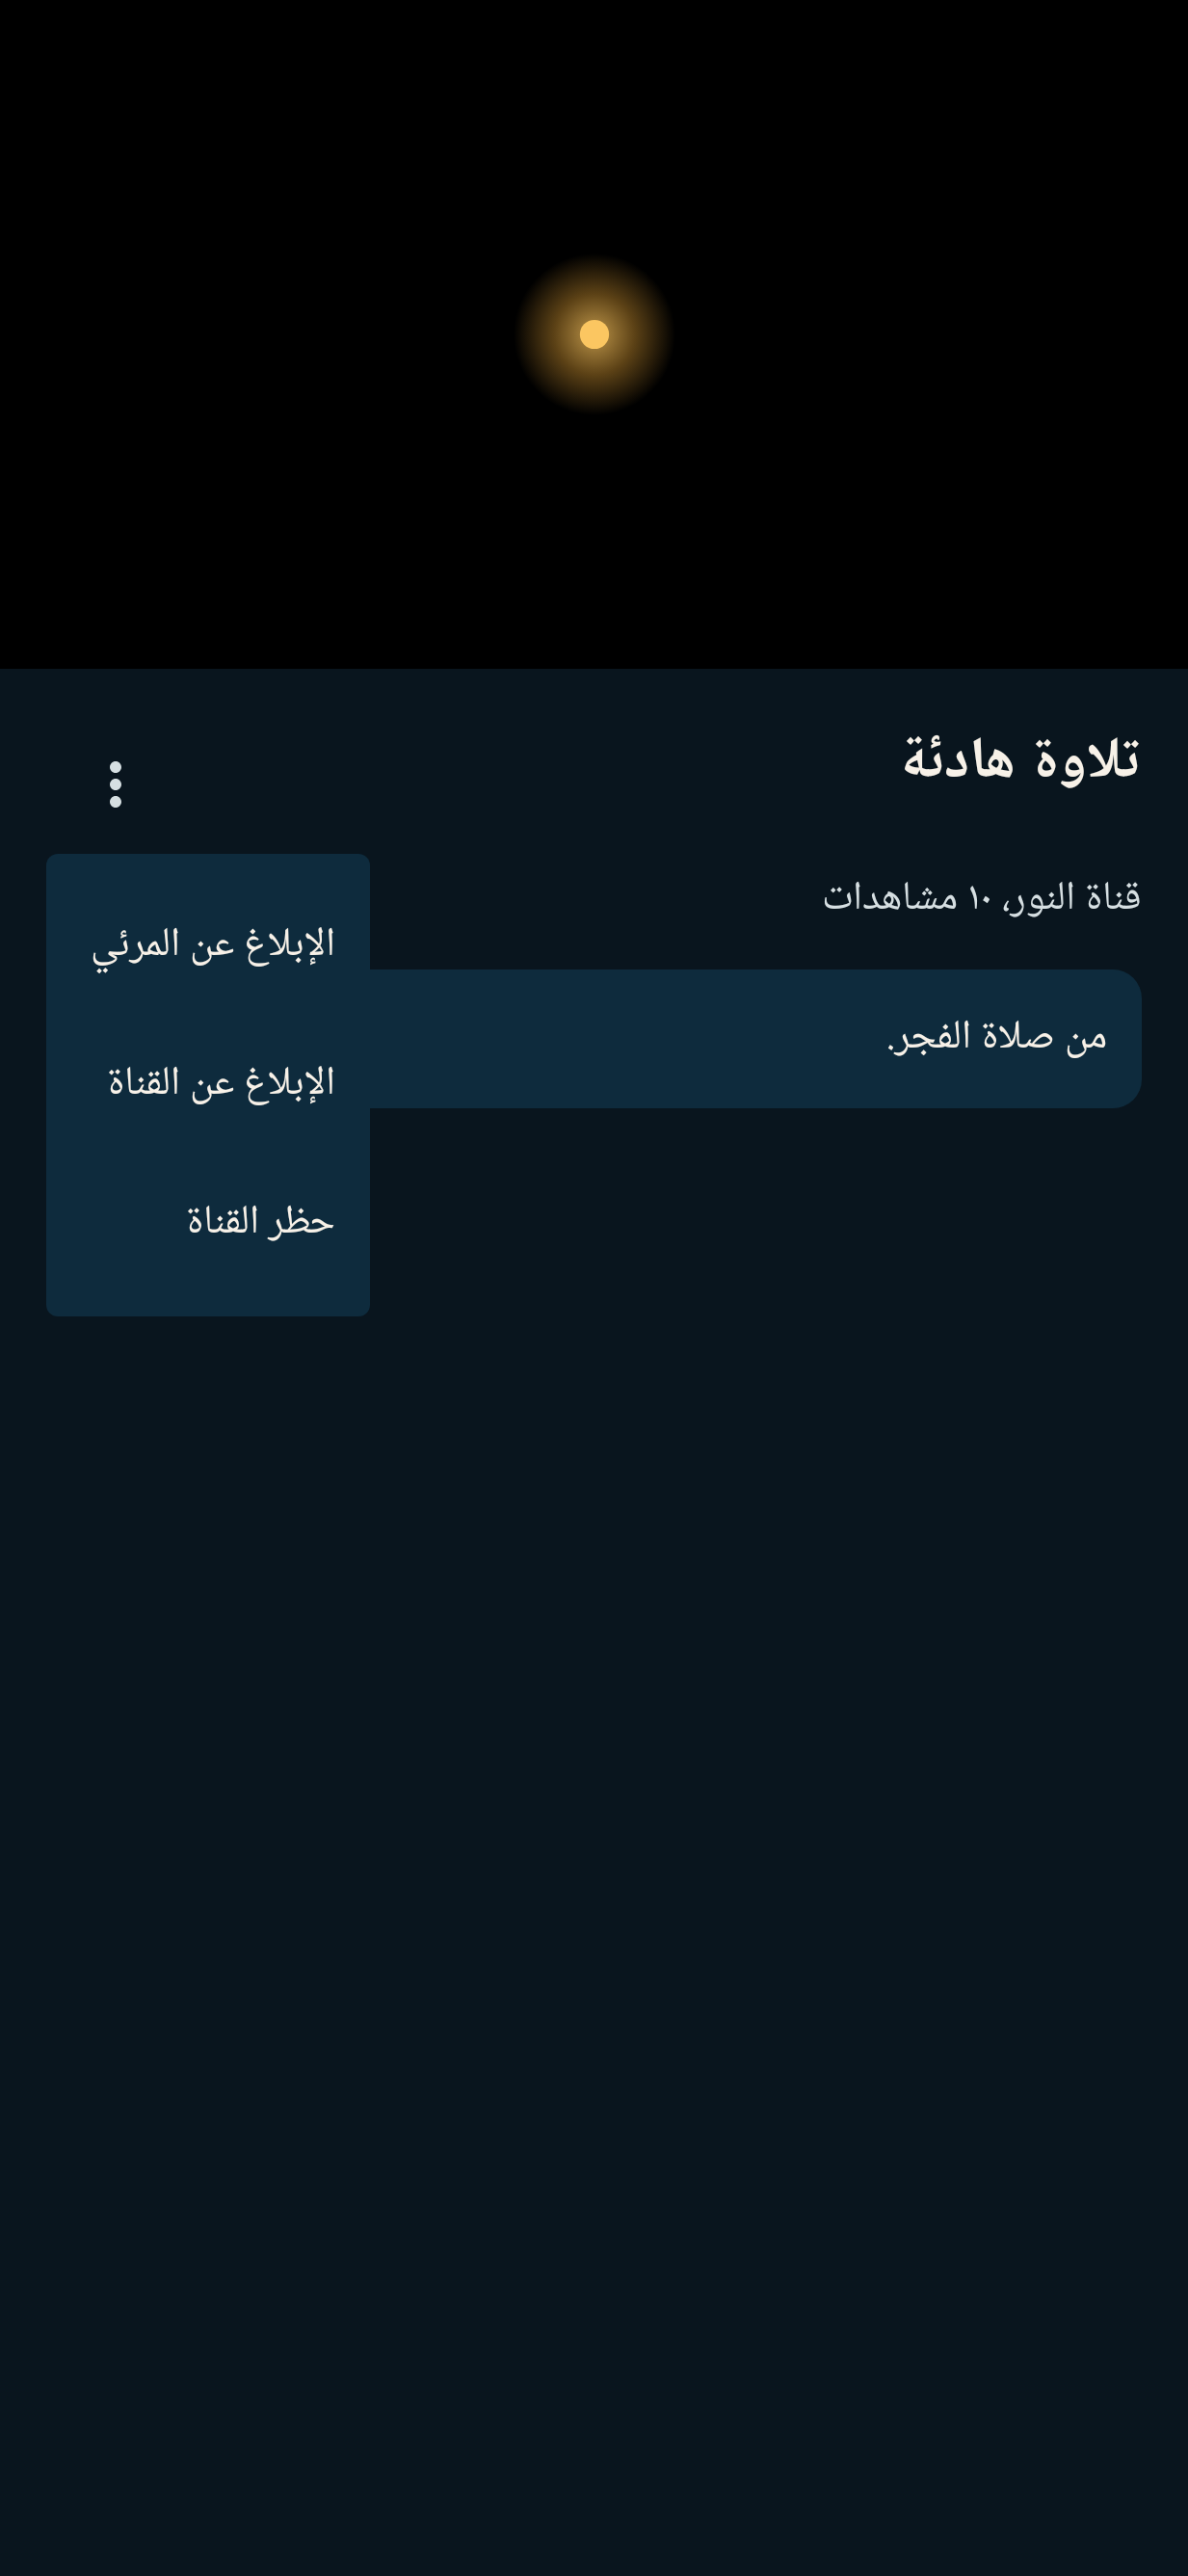 تلاوة هادئة
قناة النور، ١٠ مشاهدات
من صلاة الفجر.
الإبلاغ عن المرئي
الإبلاغ عن القناة
حظر القناة